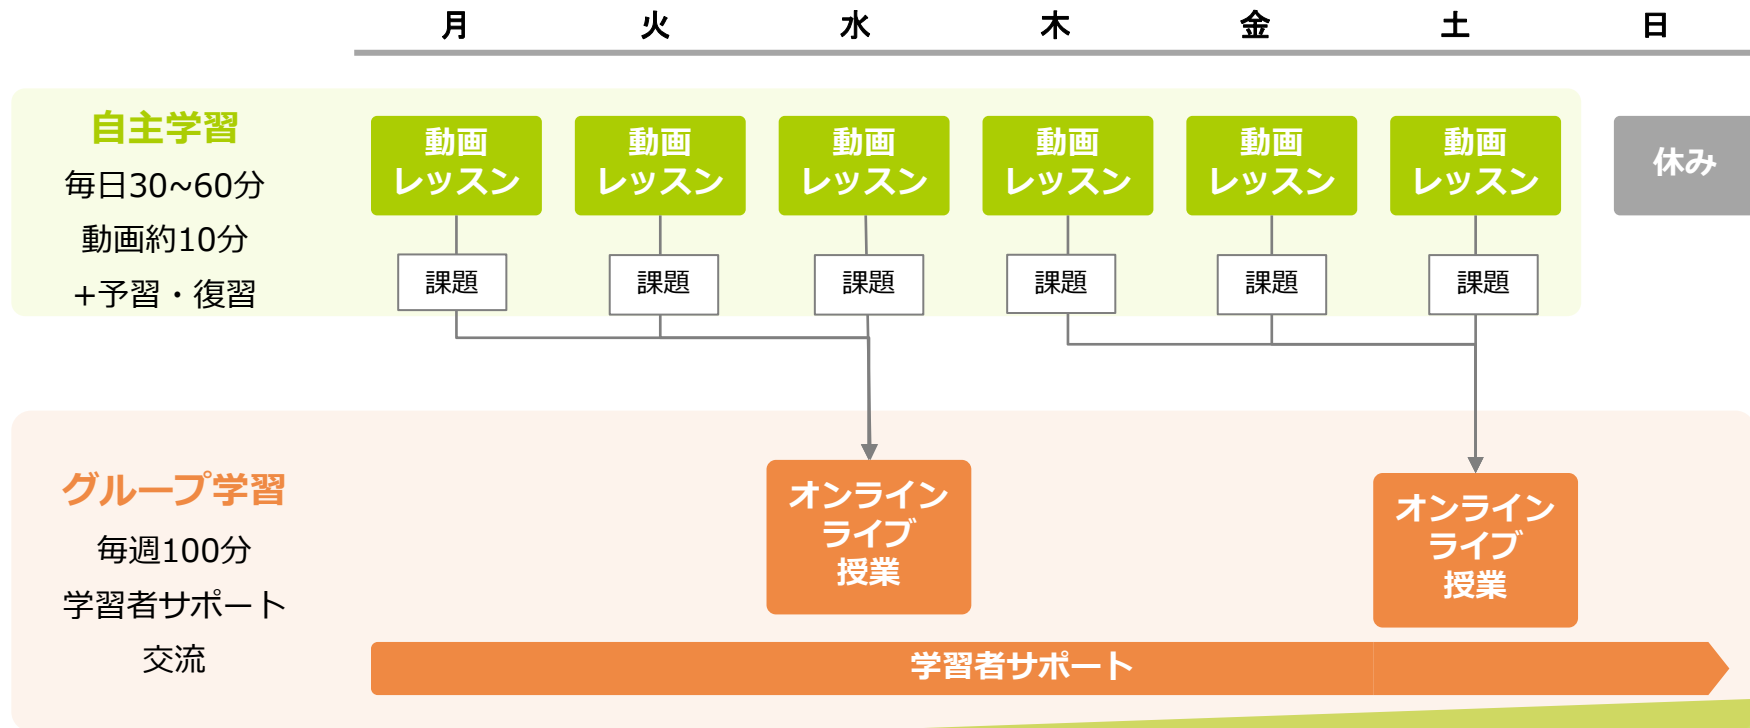 月 火 水 木 金 土 日
自主学習
毎日30~60分
動画約10分
+予習・復習
動画
レッスン
動画
レッスン
動画
レッスン
動画
レッスン
動画
レッスン
動画
レッスン
休み
課題
課題
課題
課題
課題
課題
グループ学習
毎週100分
学習者サポート
交流
オンライン
ライブ
授業
オンライン
ライブ
授業
学習者サポート